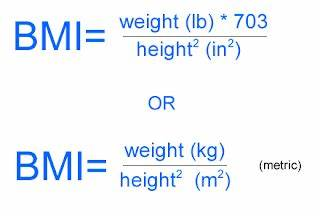 BMI= weight (lb) * 703
height² (in²)
OR
BMI= weight (kg)
height² (m²)
(metric)